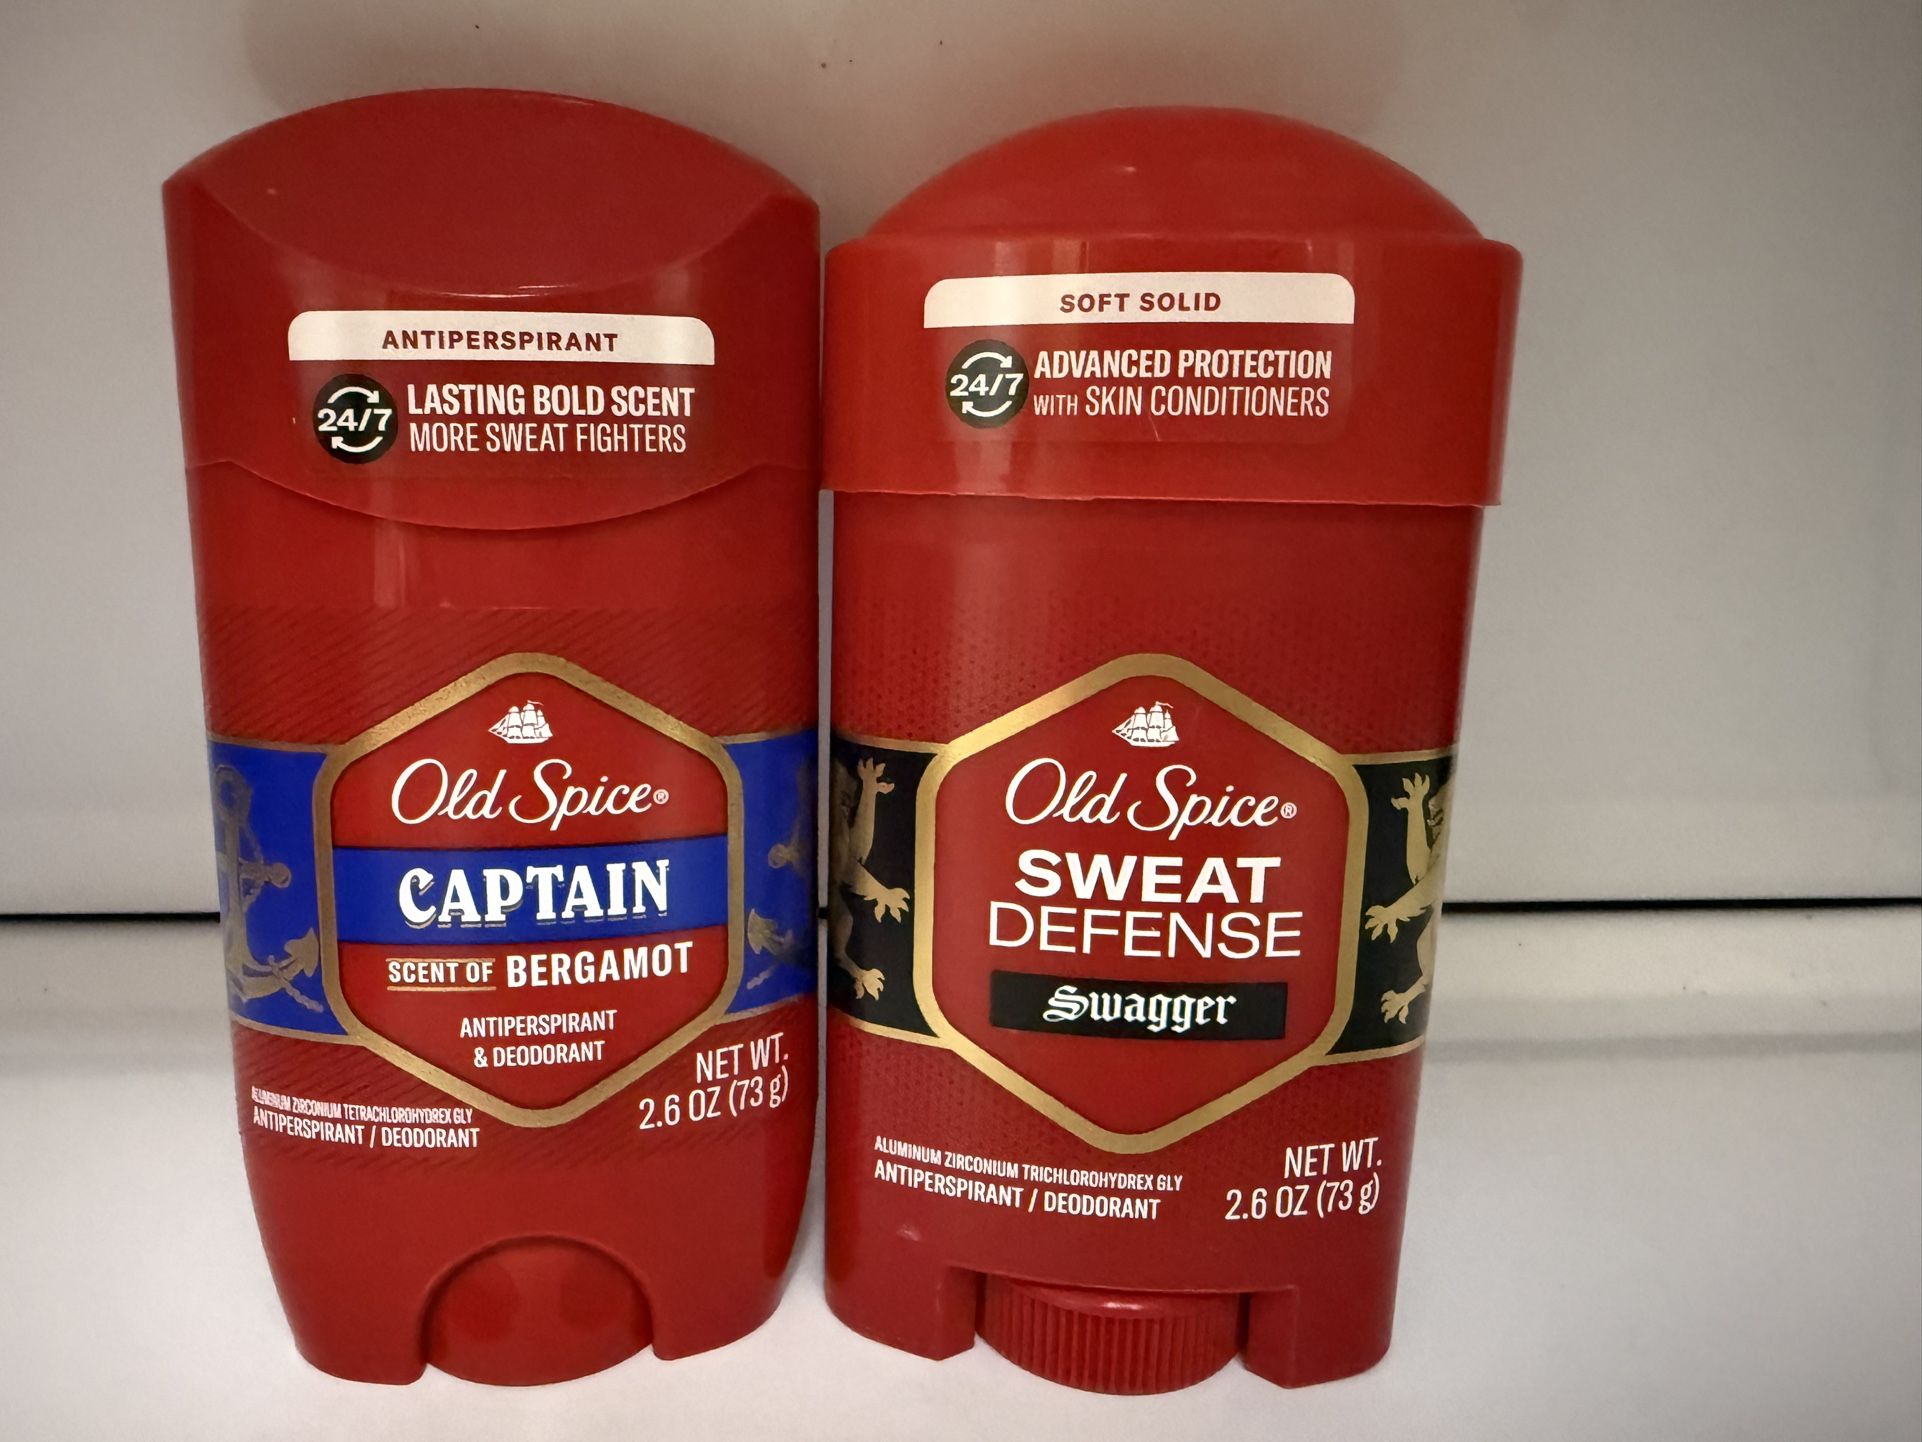 ANTIPERSPIRANT
24/7
LASTING BOLD SCENT
MORE SWEAT FIGHTERS
Old Spice®
CAPTAIN
SCENT OF BERGAMOT
ANTIPERSPIRANT
& DEODORANT
ALUMINUM ZIRCONIUM TETRACHLOROHYDREX GLY
ANTIPERSPIRANT / DEODORANT
NET WT.
2.6 OZ (73 g)
SOFT SOLID
24/7
ADVANCED PROTECTION
WITH SKIN CONDITIONERS
Old Spice®
SWEAT
DEFENSE
Swagger
ALUMINUM ZIRCONIUM TRICHLOROHYDREX GLY
ANTIPERSPIRANT / DEODORANT
NET WT.
2.6 OZ (73 g)